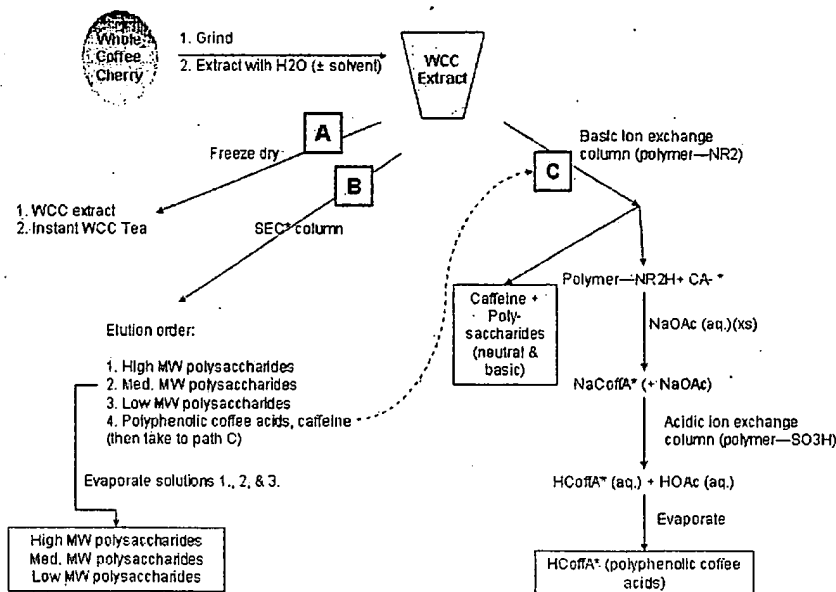 Whole
Coffee
Cherry
1. Grind
2. Extract with H2O (± solvent)
WCC
Extract
A
Freeze dry
B
C
Basic ion exchange
column (polymer—NR2)
1. WCC extract
2. Instant WCC Tea
SEC* column
Polymer—NR2H+ CA- *
Caffeine +
Poly-
saccharides
(neutral &
basic)
NaOAc (aq.)(xs)
NaCoffA* (+ NaOAc)
Elution order:
1. High MW polysaccharides
2. Med. MW polysaccharides
3. Low MW polysaccharides
4. Polyphenolic coffee acids, caffeine
(then take to path C)
Acidic ion exchange
column (polymer—SO3H)
Evaporate solutions 1., 2, & 3.
HCoffA* (aq.) + HOAc (aq.)
Evaporate
High MW polysaccharides
Med. MW polysaccharides
Low MW polysaccharides
HCoffA* (polyphenolic coffee
acids)